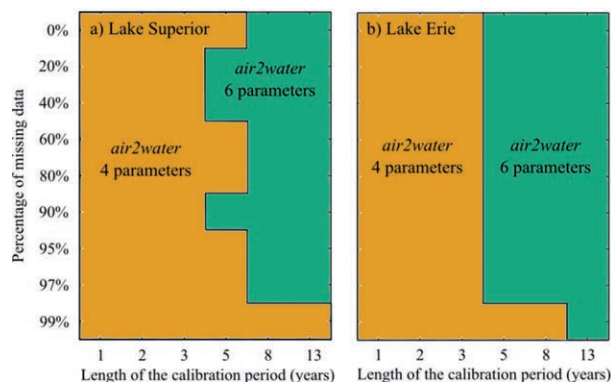 a) Lake Superior
b) Lake Erie
Percentage of missing data
0%
20%
40%
60%
80%
90%
95%
97%
99%
air2water
6 parameters
air2water
4 parameters
air2water
4 parameters
air2water
6 parameters
1 2 3 5 8 13
1 2 3 5 8 13
Length of the calibration period (years)
Length of the calibration period (years)